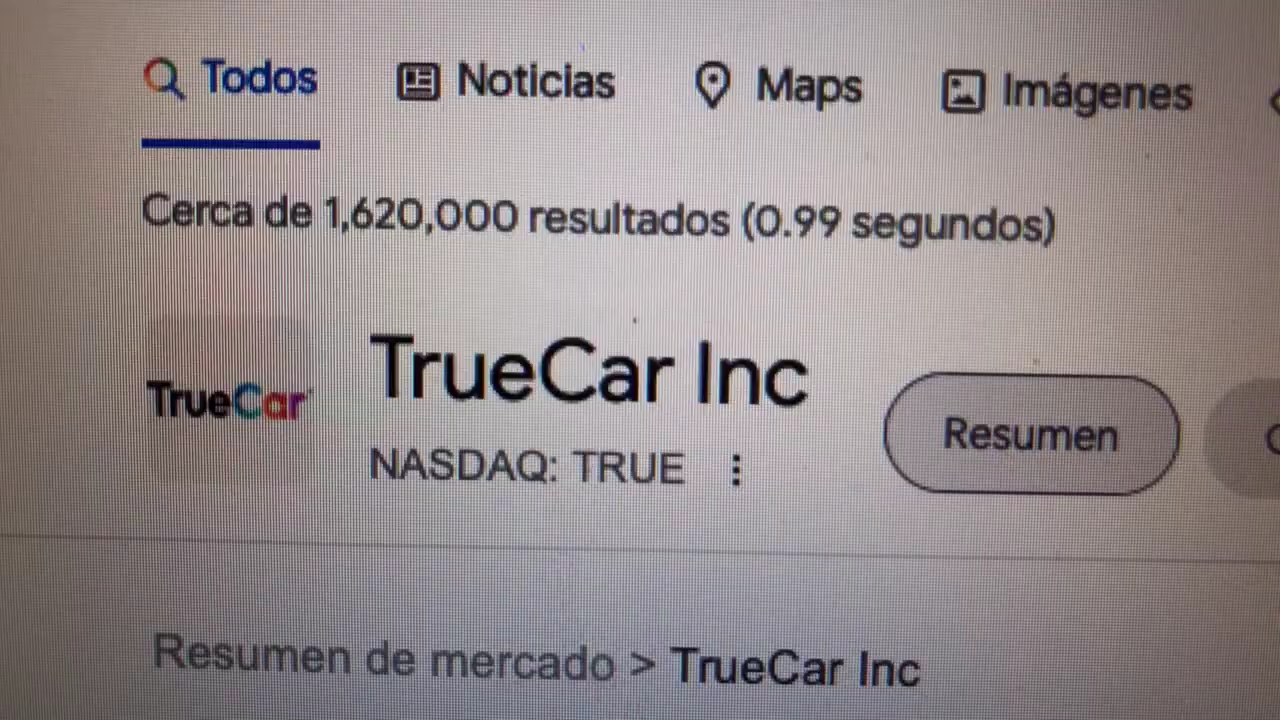 Todos Noticias Maps Imágenes
Cerca de 1,620,000 resultados (0.99 segundos)
TrueCar
TrueCar Inc
NASDAQ: TRUE
Resumen
Resumen de mercado > TrueCar Inc